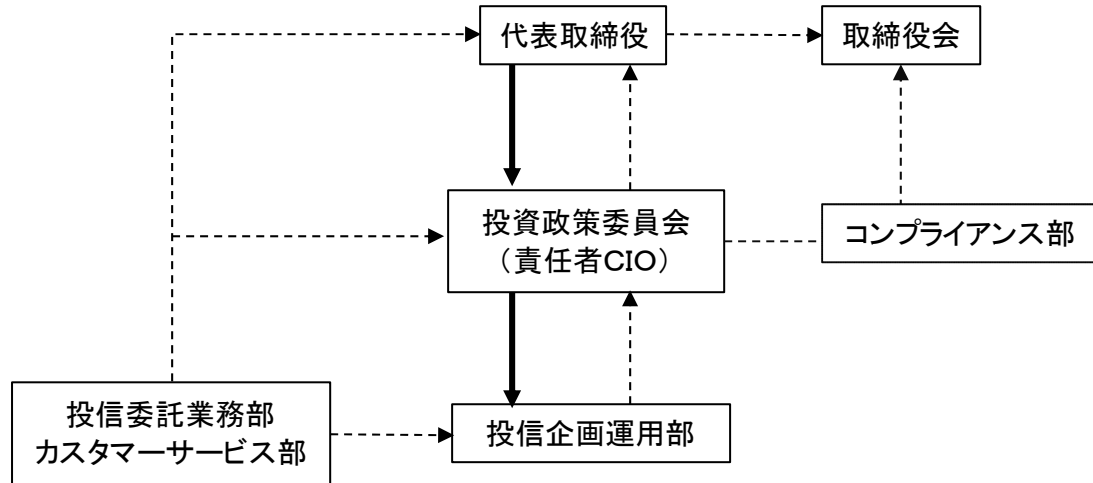 代表取締役
取締役会
投資政策委員会
（責任者CIO）
コンプライアンス部
投信委託業務部
カスタマーサービス部
投信企画運用部